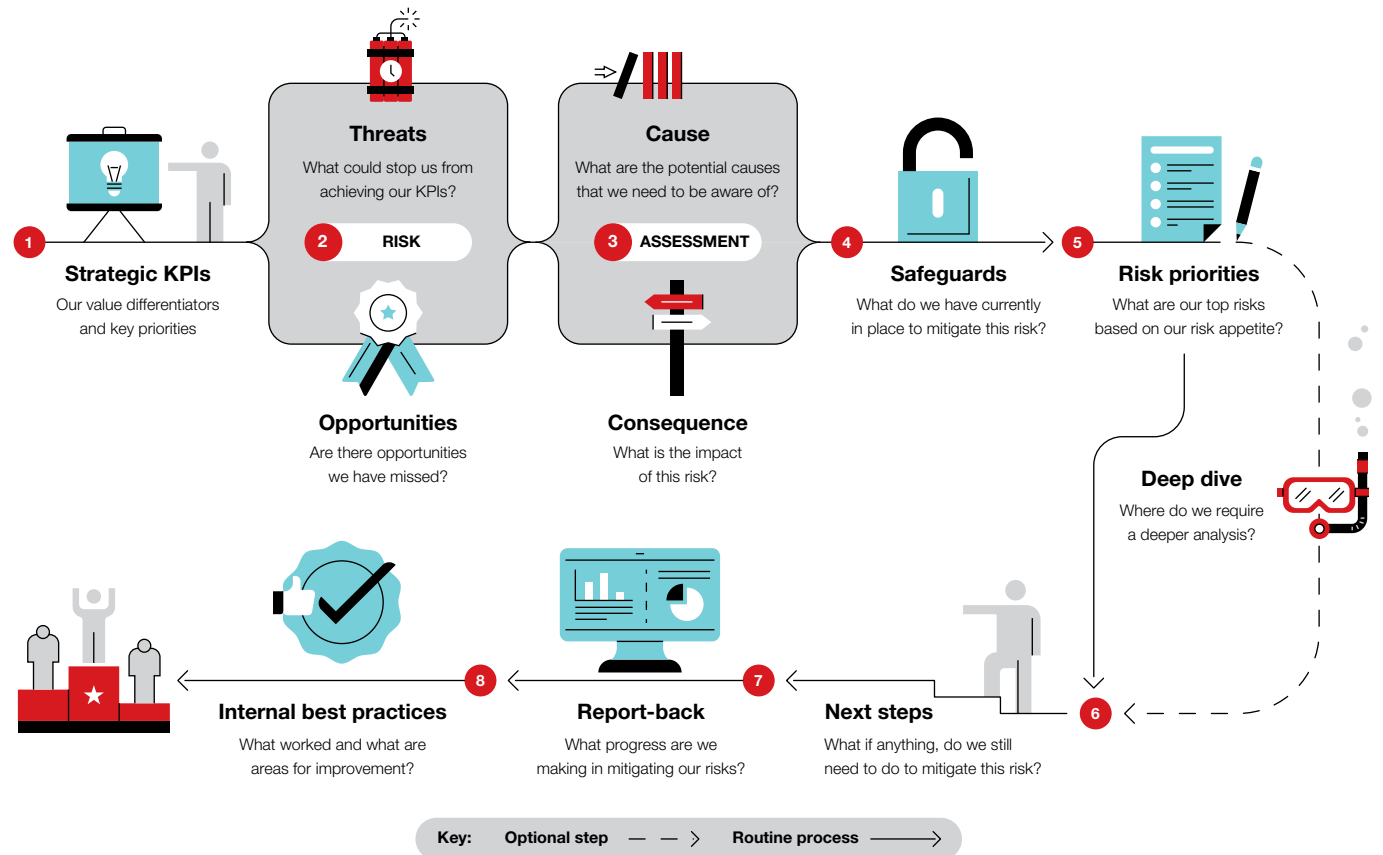 1
Strategic KPIs
Our value differentiators
and key priorities
Threats
What could stop us from
achieving our KPIs?
2
RISK
Opportunities
Are there opportunities
we have missed?
Cause
What are the potential causes
that we need to be aware of?
3
ASSESSMENT
Consequence
What is the impact
of this risk?
4
Safeguards
What do we have currently
in place to mitigate this risk?
5
Risk priorities
What are our top risks
based on our risk appetite?
Deep dive
Where do we require
a deeper analysis?
6
Next steps
What if anything, do we still
need to do to mitigate this risk?
7
Report-back
What progress are we
making in mitigating our risks?
8
Internal best practices
What worked and what are
areas for improvement?
Key: Optional step Routine process